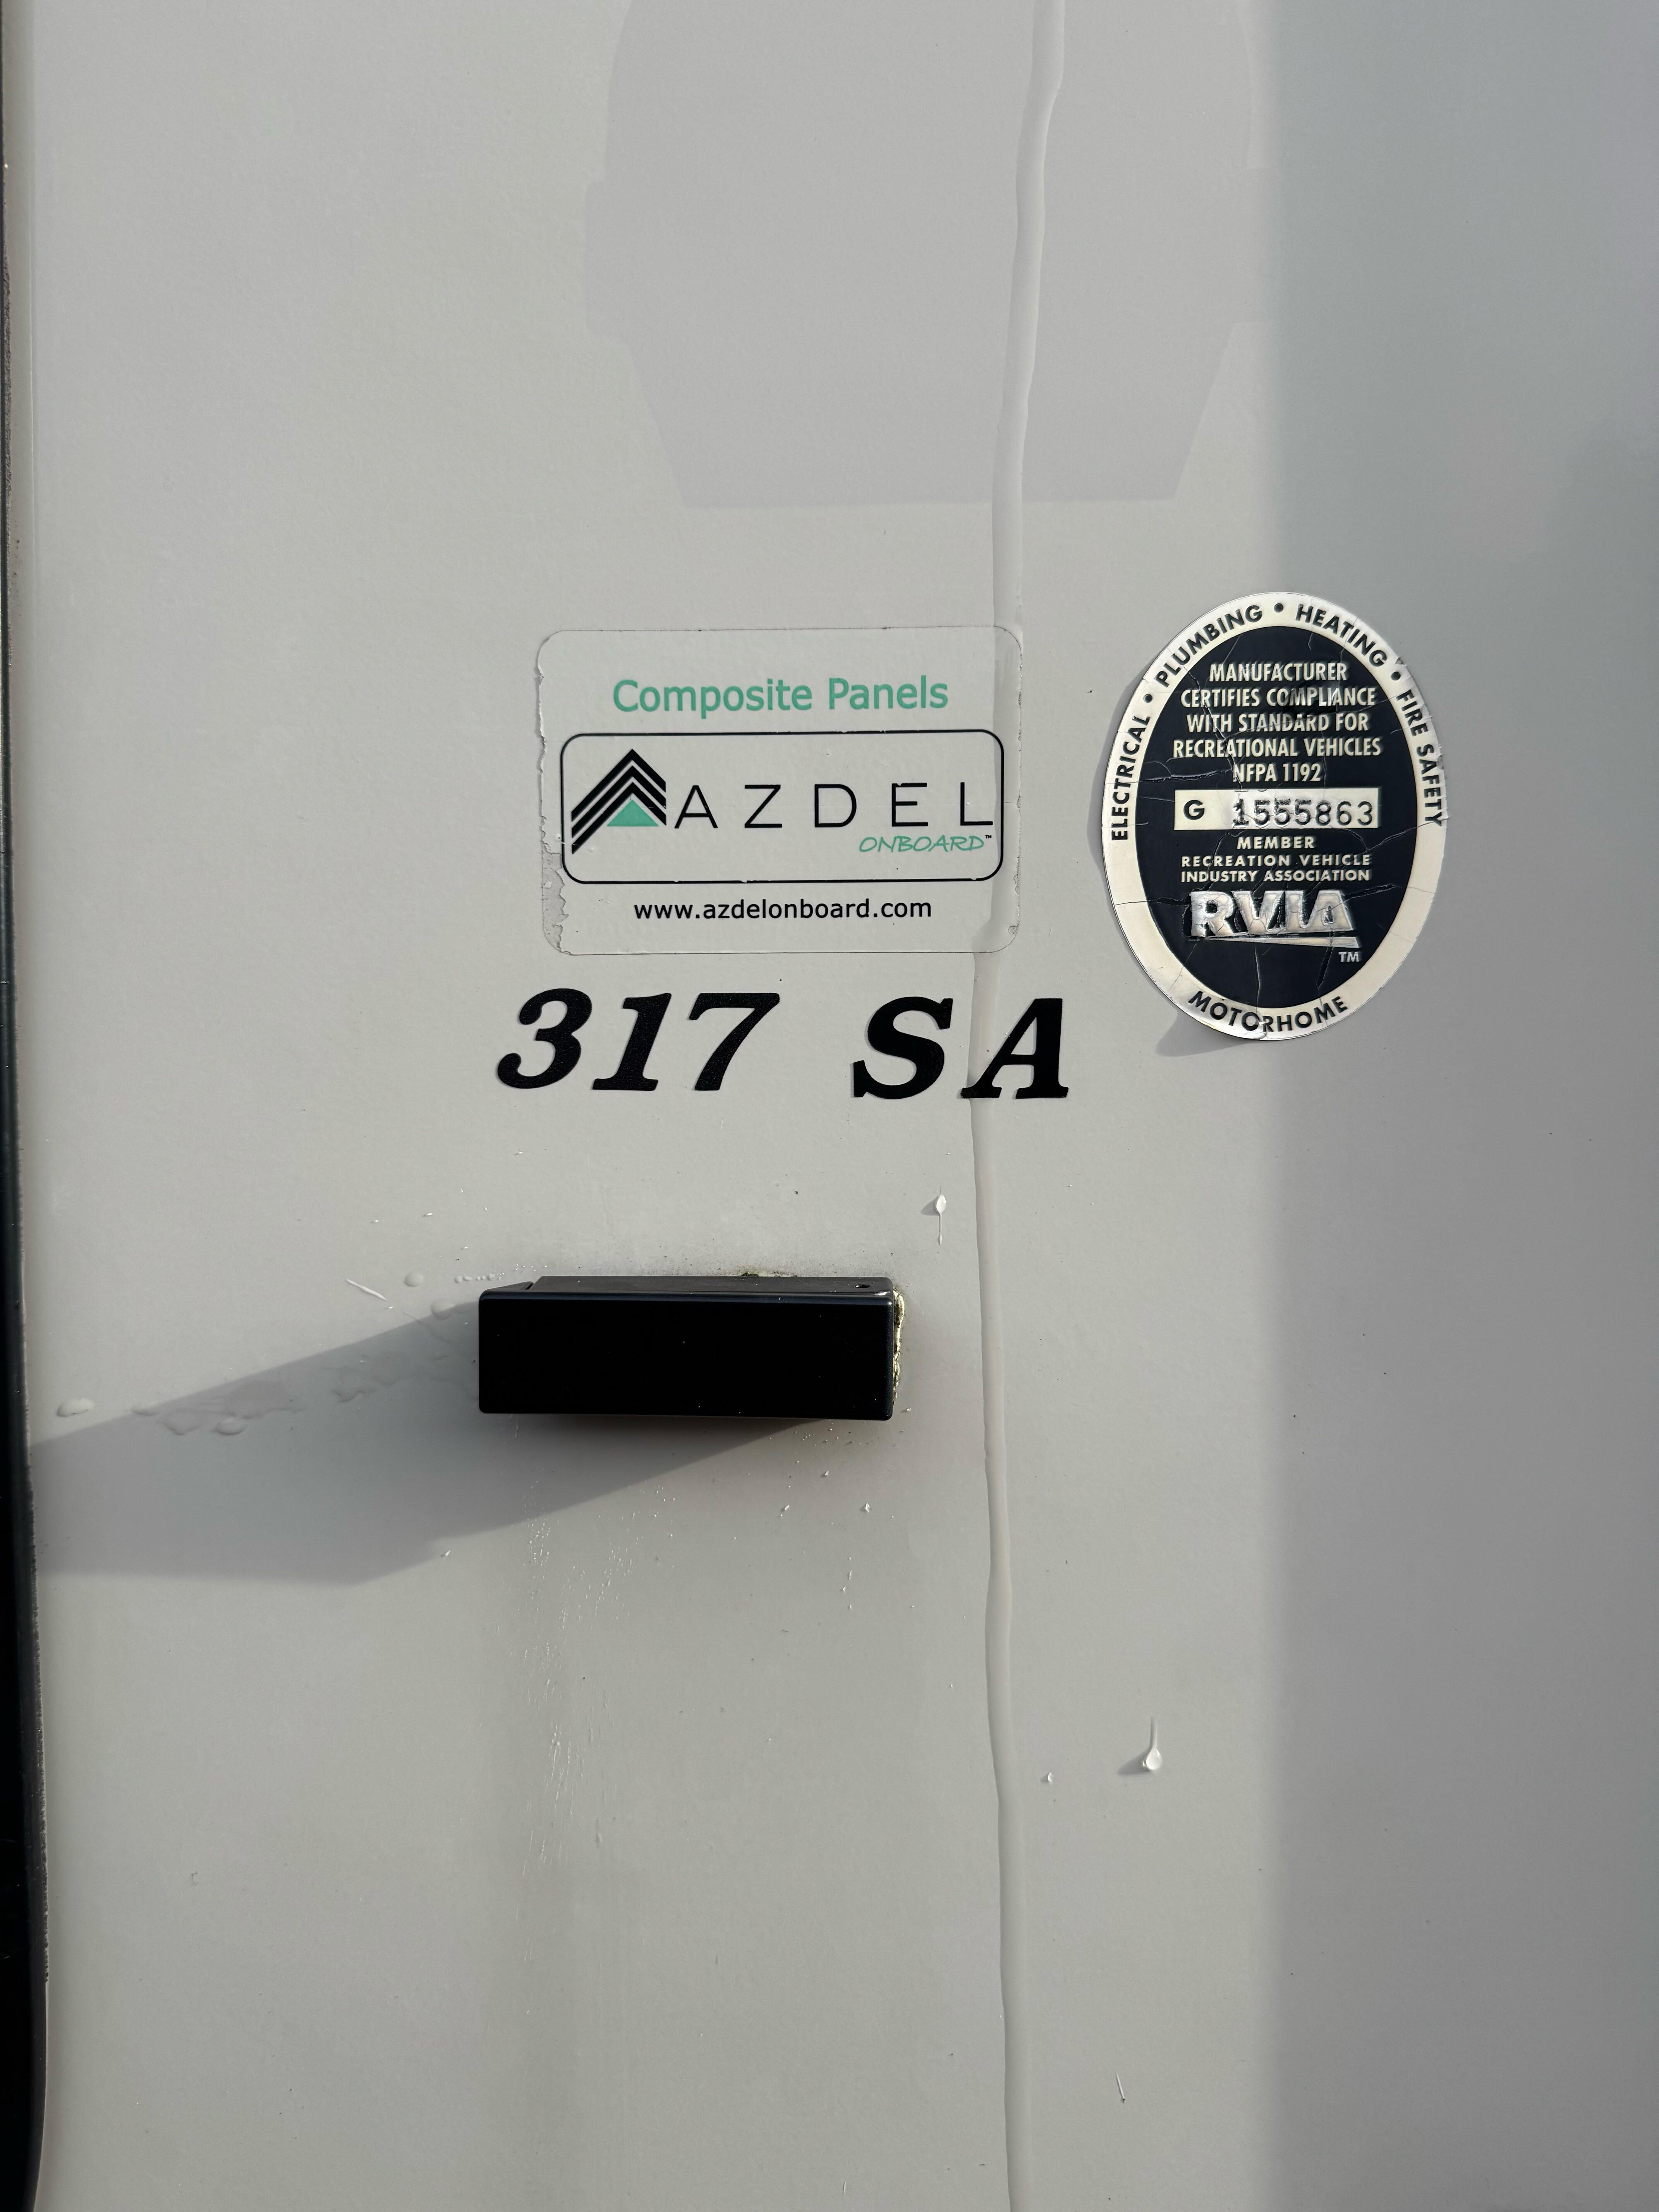 Composite Panels
AZDEL
ONBOARD™
www.azdelonboard.com
317 SA
ELECTRICAL • PLUMBING • HEATING • FIRE SAFETY
MANUFACTURER
CERTIFIES COMPLIANCE
WITH STANDARD FOR
RECREATIONAL VEHICLES
NFPA 1192
G 1555863
MEMBER
RECREATION VEHICLE
INDUSTRY ASSOCIATION
RVIA
TM
MOTORHOME